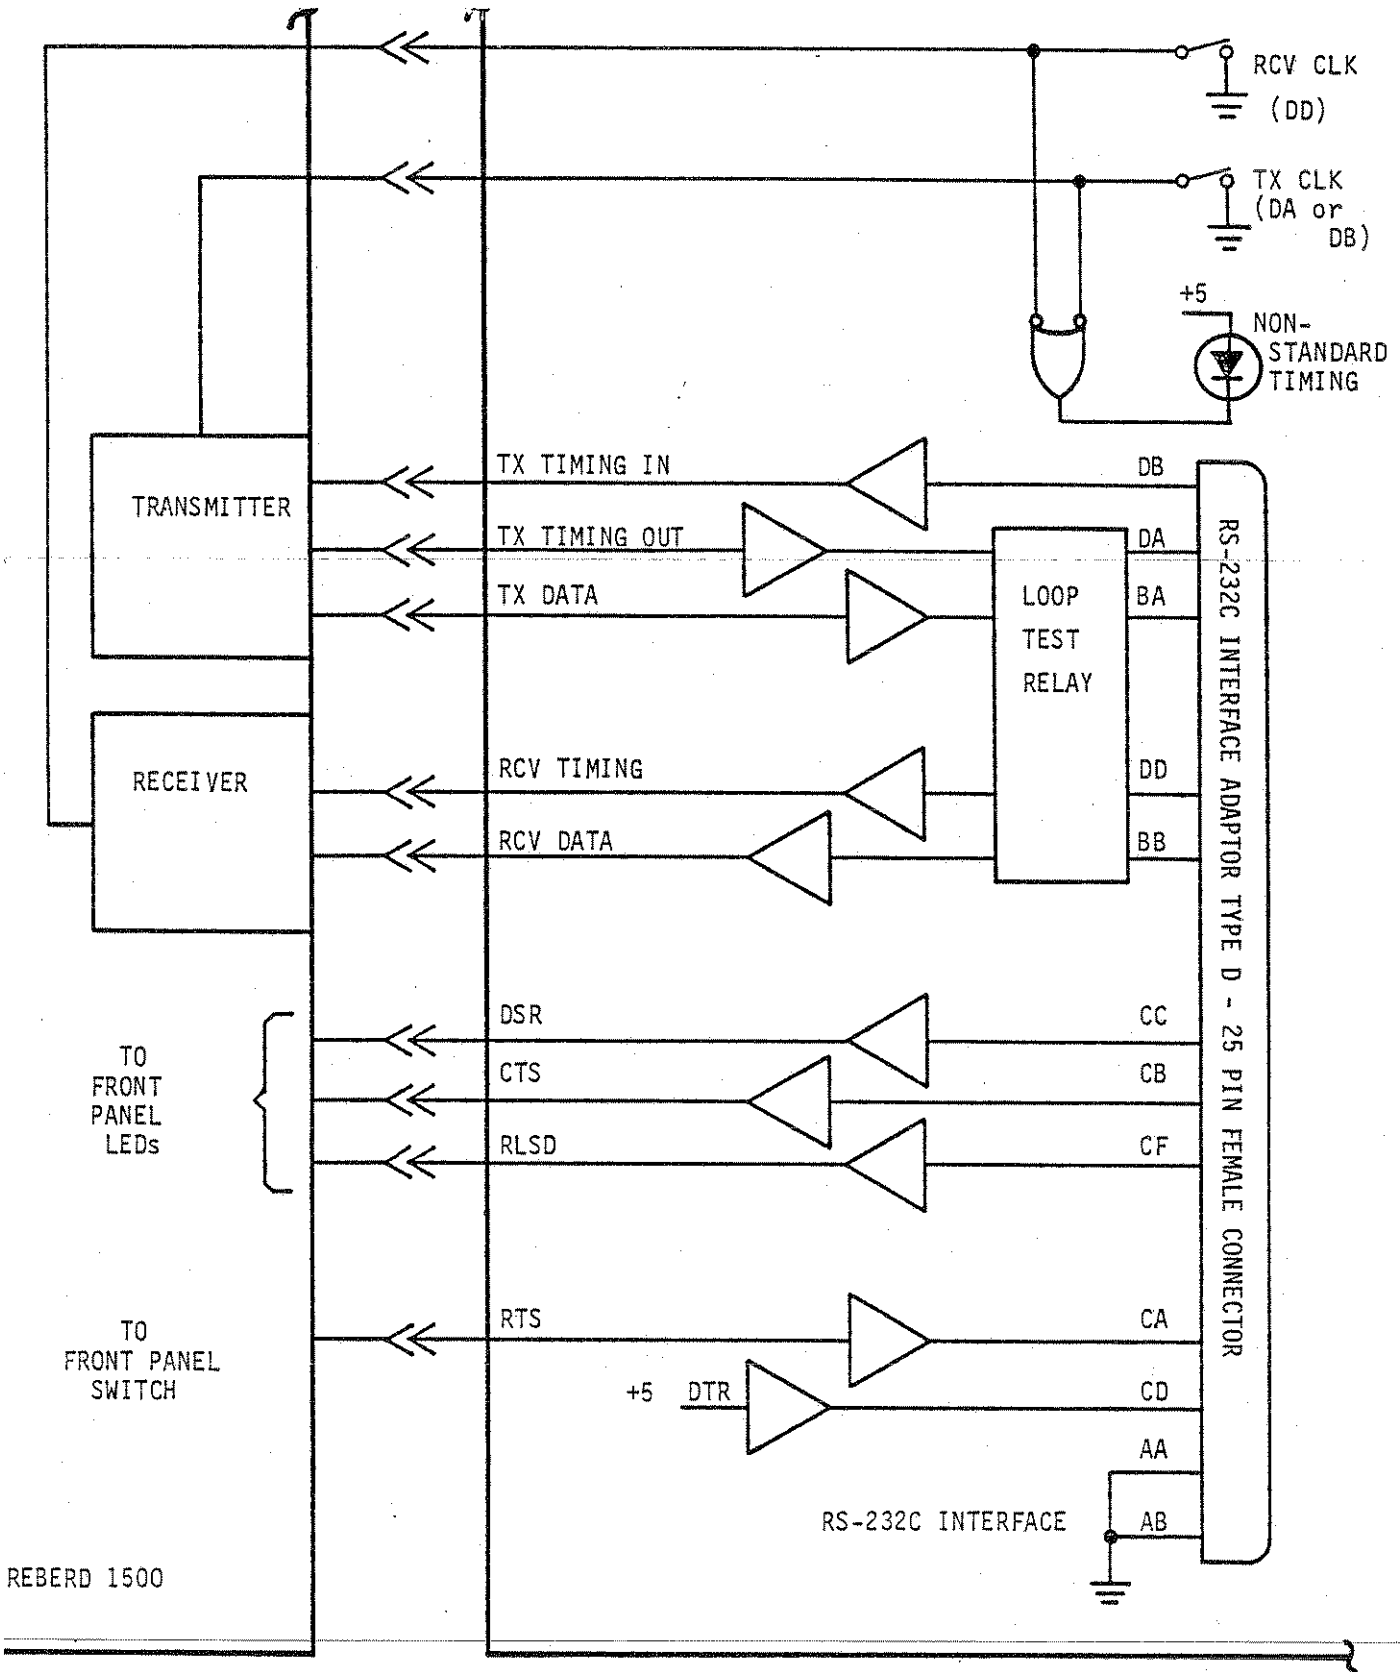 RCV CLK
(DD)
TX CLK
(DA or
DB)
+5
NON-
STANDARD
TIMING
TX TIMING IN
DB
TRANSMITTER
TX TIMING OUT
DA
TX DATA
LOOP
TEST
RELAY
BA
RS-232C INTERFACE ADAPTOR TYPE D - 25 PIN FEMALE CONNECTOR
RECEIVER
RCV TIMING
DD
RCV DATA
BB
TO
FRONT
PANEL
LEDs
DSR
CC
CTS
CB
RLSD
CF
TO
FRONT PANEL
SWITCH
RTS
CA
+5 DTR
CD
AA
RS-232C INTERFACE
AB
REBERD 1500